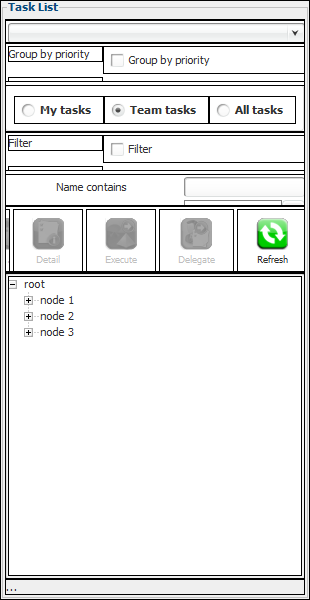 Task List
Group by priority
Group by priority
My tasks Team tasks All tasks
Filter
Filter
Name contains
Detail Execute Delegate Refresh
root
node 1
node 2
node 3
...